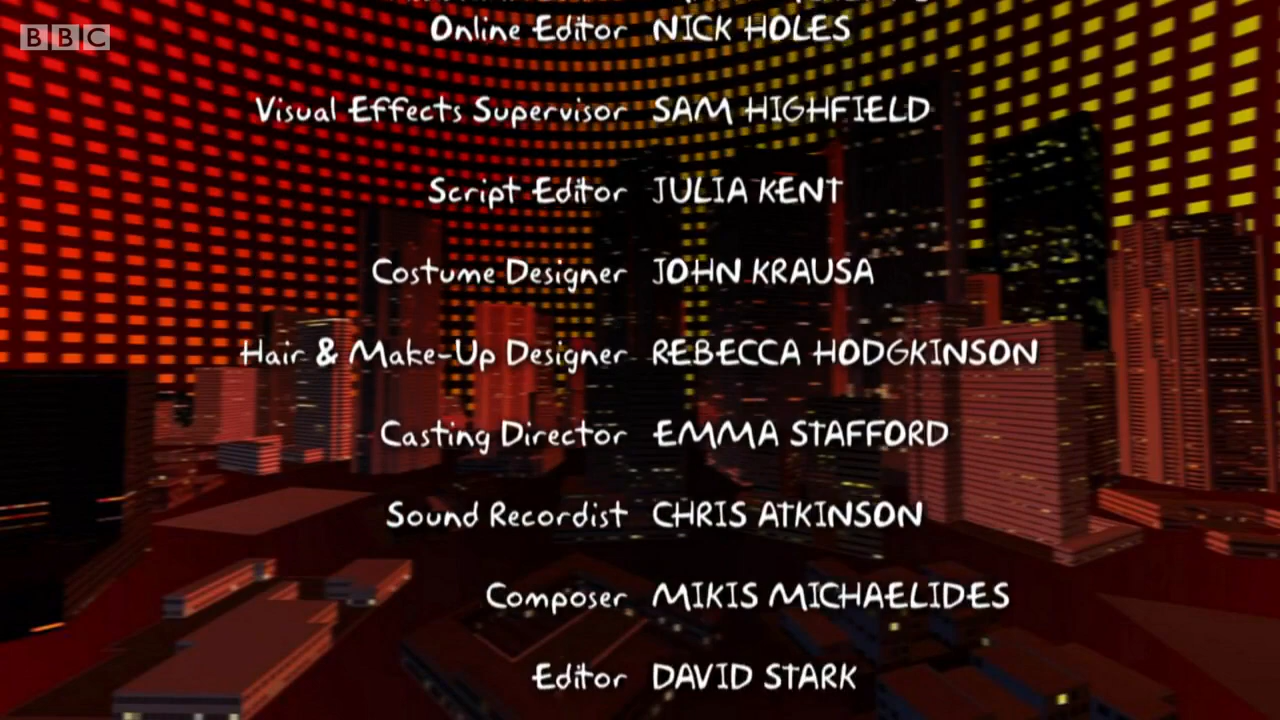 BBC
Online Editor NICK HOLES
Visual Effects Supervisor SAM HIGHFIELD
Script Editor JULIA KENT
Costume Designer JOHN KRAUSA
Hair & Make-Up Designer REBECCA HODGKINSON
Casting Director EMMA STAFFORD
Sound Recordist CHRIS ATKINSON
Composer MIKIS MICHAELIDES
Editor DAVID STARK